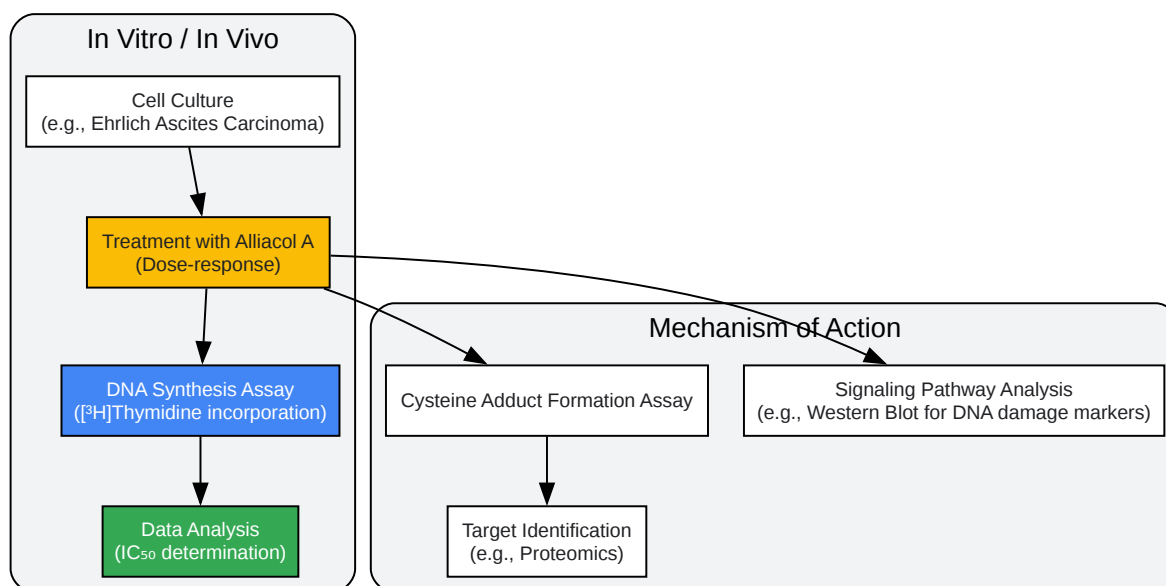 In Vitro / In Vivo
Cell Culture
(e.g., Ehrlich Ascites Carcinoma)
Treatment with Alliacol A
(Dose-response)
DNA Synthesis Assay
([³H]Thymidine incorporation)
Data Analysis
(IC₅₀ determination)
Mechanism of Action
Cysteine Adduct Formation Assay
Signaling Pathway Analysis
(e.g., Western Blot for DNA damage markers)
Target Identification
(e.g., Proteomics)